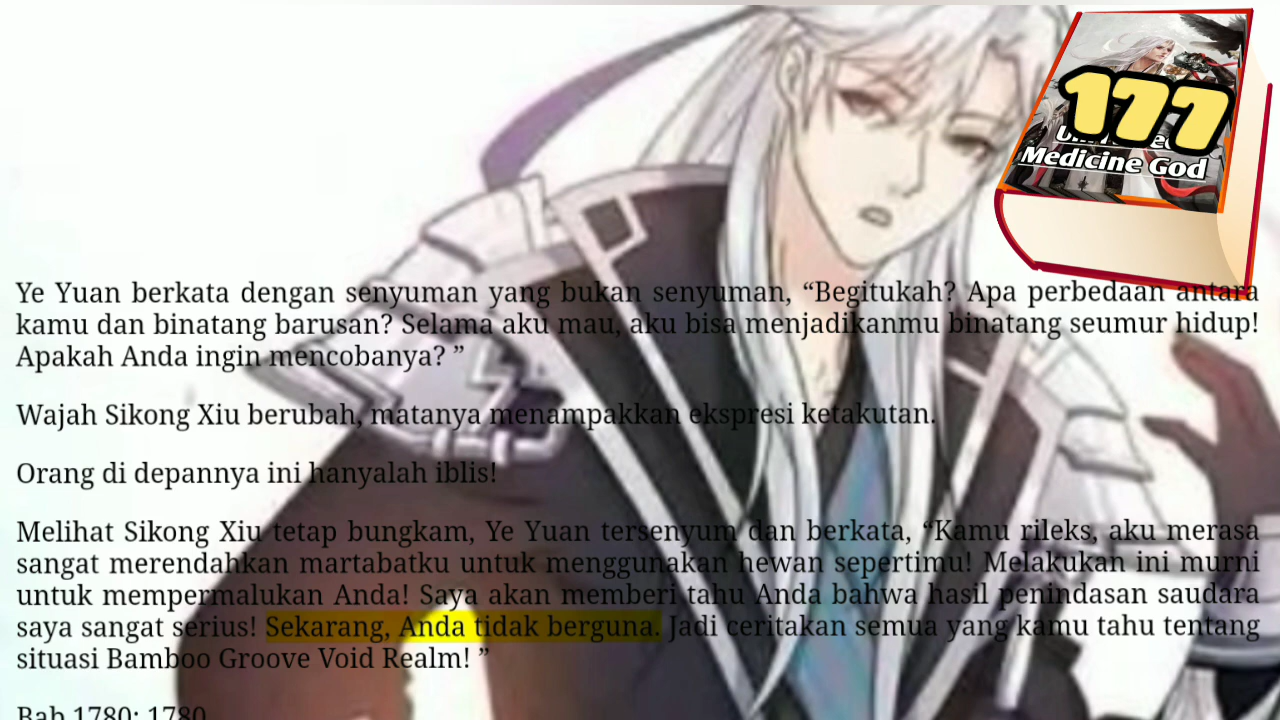 177
Medicine God
Ye Yuan berkata dengan senyuman yang bukan senyuman, “Begitukah? Apa perbedaan antara
kamu dan binatang barusan? Selama aku mau, aku bisa menjadikanmu binatang seumur hidup!
Apakah Anda ingin mencobanya? ”
Wajah Sikong Xiu berubah, matanya menampakkan ekspresi ketakutan.
Orang di depannya ini hanyalah iblis!
Melihat Sikong Xiu tetap bungkam, Ye Yuan tersenyum dan berkata, “Kamu rileks, aku merasa
sangat merendahkan martabatku untuk menggunakan hewan sepertimu! Melakukan ini murni
untuk mempermalukan Anda! Saya akan memberi tahu Anda bahwa hasil penindasan saudara
saya sangat serius! Sekarang, Anda tidak berguna. Jadi ceritakan semua yang kamu tahu tentang
situasi Bamboo Groove Void Realm! ”
Bab 1780: 1780